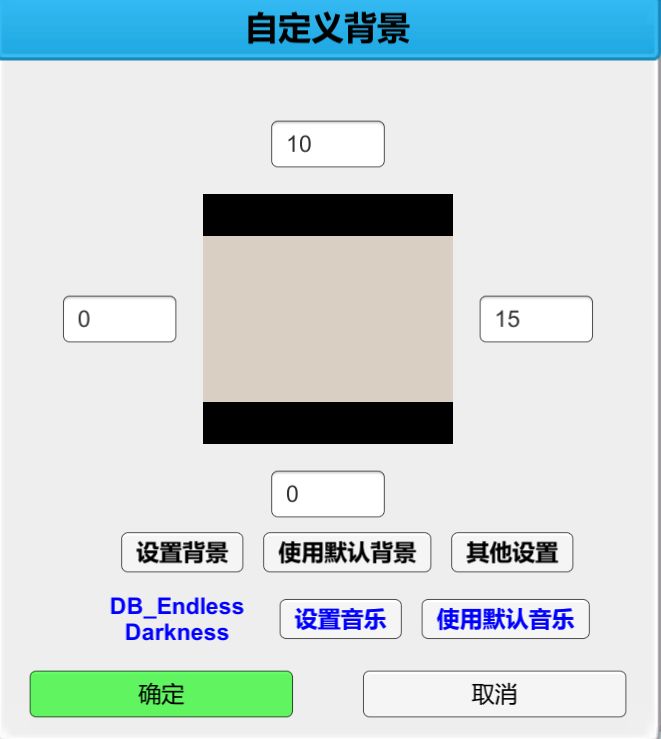 自定义背景
10
0
15
0
设置背景
使用默认背景
其他设置
DB_Endless
Darkness
设置音乐
使用默认音乐
确定
取消